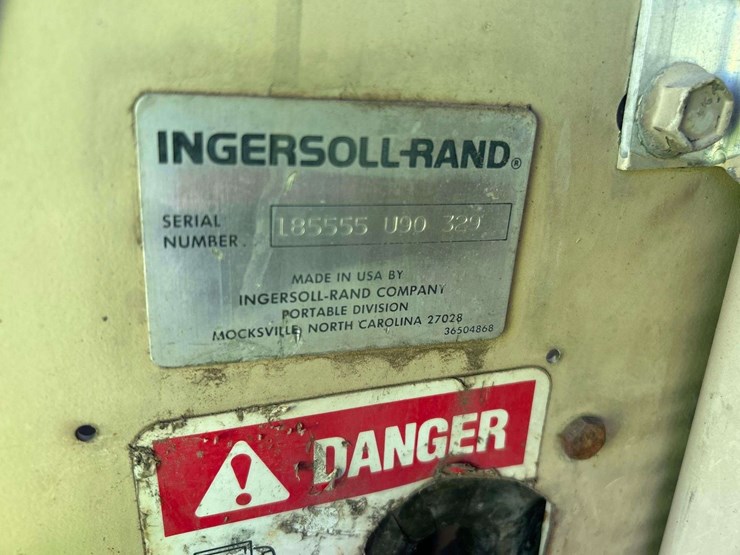 INGERSOLL-RAND®
SERIAL
NUMBER. 185555 U90 329
MADE IN USA BY
INGERSOLL-RAND COMPANY
PORTABLE DIVISION
MOCKSVILLE, NORTH CAROLINA 27028
36504868
DANGER